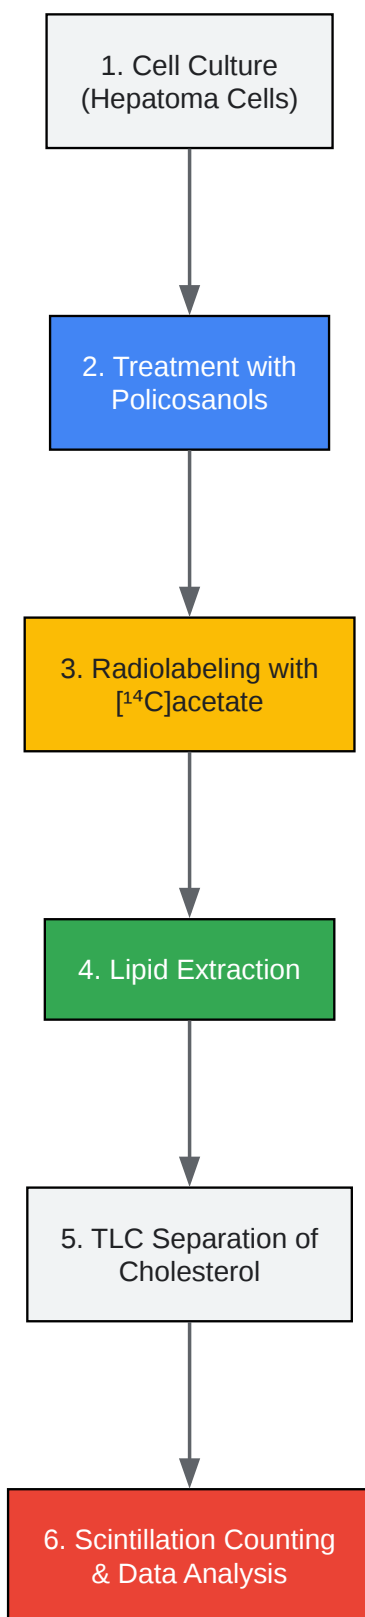 1. Cell Culture
(Hepatoma Cells)
2. Treatment with
Policosanols
3. Radiolabeling with
[¹⁴C]acetate
4. Lipid Extraction
5. TLC Separation of
Cholesterol
6. Scintillation Counting
& Data Analysis